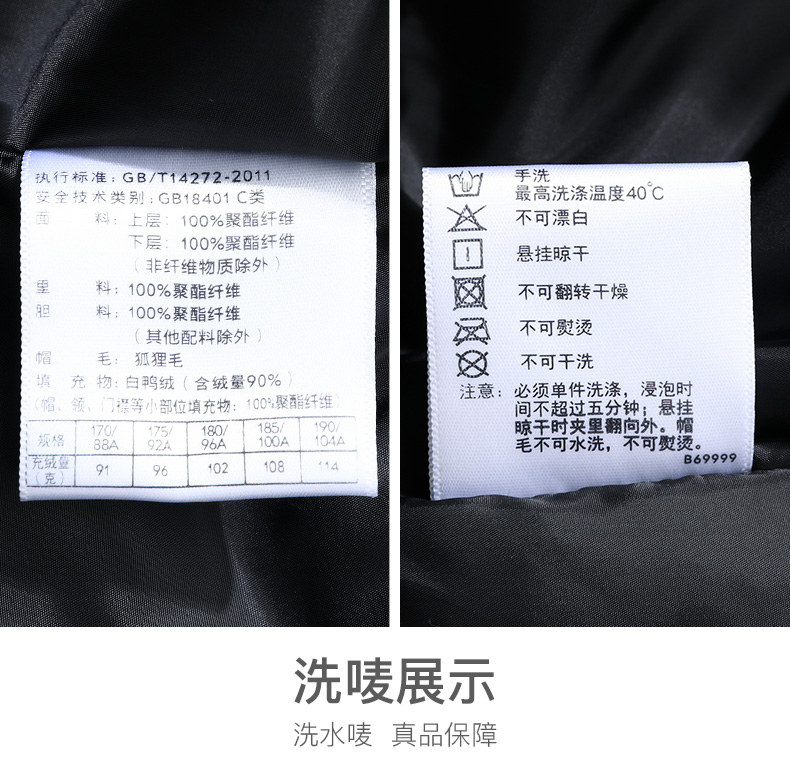 执行标准: GB/T14272-2011
安全技术类别: GB18401 C类
面 料: 上层: 100%聚酯纤维
下层: 100%聚酯纤维
(非纤维物质除外)
里 料: 100%聚酯纤维
胆 料: 100%聚酯纤维
(其他配料除外)
帽 毛: 狐狸毛
填 充 物: 白鸭绒(含绒量90%)
(帽、领、门襟等小部位填充物: 100%聚酯纤维)
规格 170/88A 175/92A 180/96A 185/100A 190/104A
充绒量(克) 91 96 102 108 114
手洗
最高洗涤温度40℃
不可漂白
悬挂晾干
不可翻转干燥
不可熨烫
不可干洗
注意: 必须单件洗涤, 浸泡时
间不超过五分钟; 悬挂
晾干时夹里翻向外。帽
毛不可水洗, 不可熨烫。
B69999
洗唛展示
洗水唛 真品保障